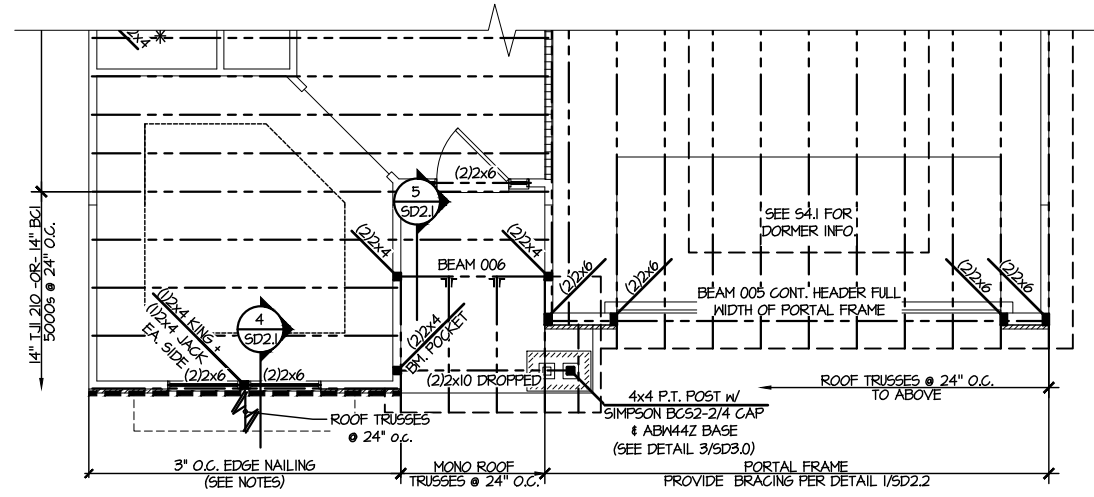 2x4
14" TJI 210 -OR- 14" BCI
5000s @ 24" O.C.
5
SD2.1
(2)2x6
(2)2x4
(2)2x4
BEAM 006
SEE S4.1 FOR
DORMER INFO.
(2)2x6
(2)2x6
(2)2x6
(2)2x6
BEAM 005 CONT. HEADER FULL
WIDTH OF PORTAL FRAME
(1)2x4 KING +
(1)2x4 JACK
EA. SIDE
4
SD2.1
(2)2x4
BM. POCKET
(2)2x6
(2)2x6
(2)2x10 DROPPED
ROOF TRUSSES @ 24" O.C.
TO ABOVE
4x4 P.T. POST w/
SIMPSON BCS2-2/4 CAP
& ABW44Z BASE
(SEE DETAIL 3/SD3.0)
ROOF TRUSSES
@ 24" o.c.
3" O.C. EDGE NAILING
(SEE NOTES)
MONO ROOF
TRUSSES @ 24" O.C.
PORTAL FRAME
PROVIDE BRACING PER DETAIL 1/SD2.2